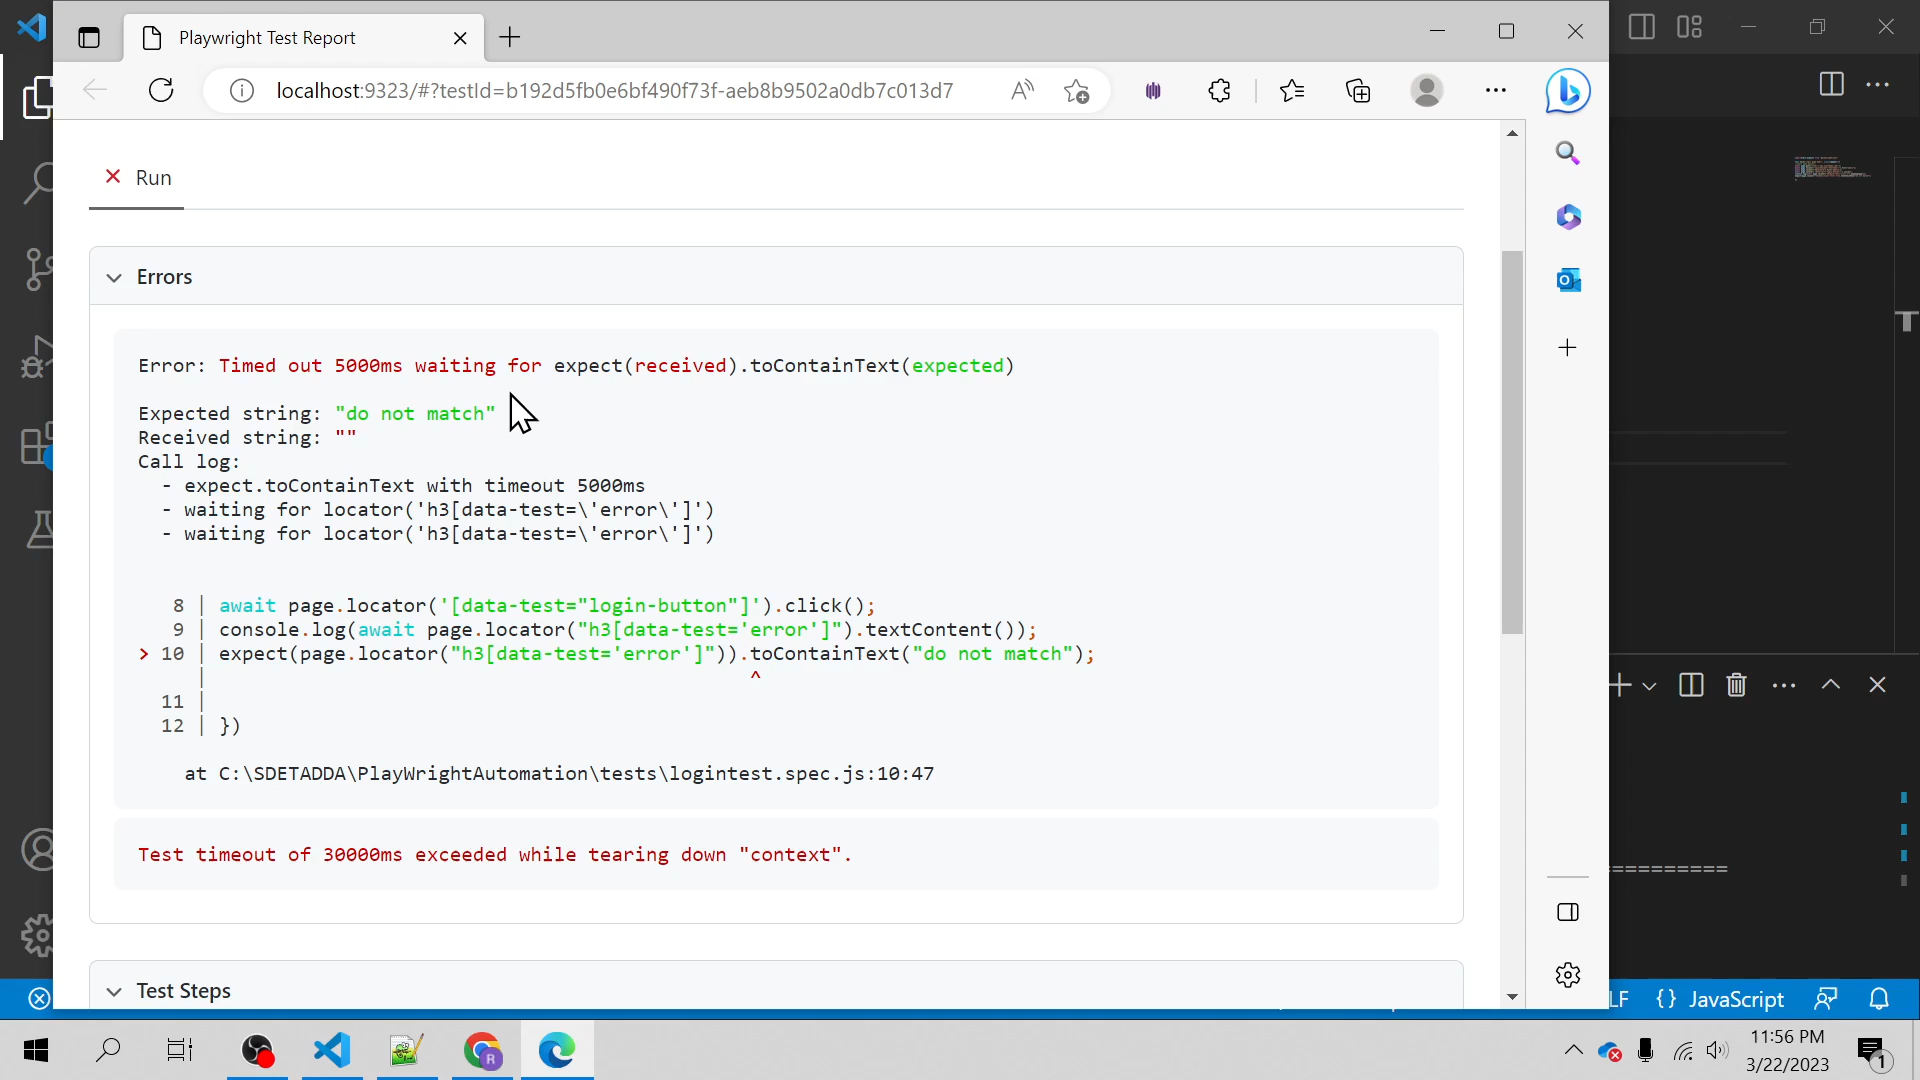 Playwright Test Report
localhost:9323/#?testId=b192d5fb0e6bf490f73f-aeb8b9502a0db7c013d7
Run
Errors
Error: Timed out 5000ms waiting for expect(received).toContainText(expected)
Expected string: "do not match"
Received string: ""
Call log:
- expect.toContainText with timeout 5000ms
- waiting for locator('h3[data-test=\'error\']')
- waiting for locator('h3[data-test=\'error\']')
8 | await page.locator('[data-test="login-button"]').click();
9 | console.log(await page.locator("h3[data-test='error']").textContent());
> 10 | expect(page.locator("h3[data-test='error']")).toContainText("do not match");
| ^
11 |
12 | })
at C:\SDETADDA\PlayWrightAutomation\tests\logintest.spec.js:10:47
Test timeout of 30000ms exceeded while tearing down "context".
==========
Test Steps
LF {} JavaScript
R
11:56 PM
3/22/2023
1